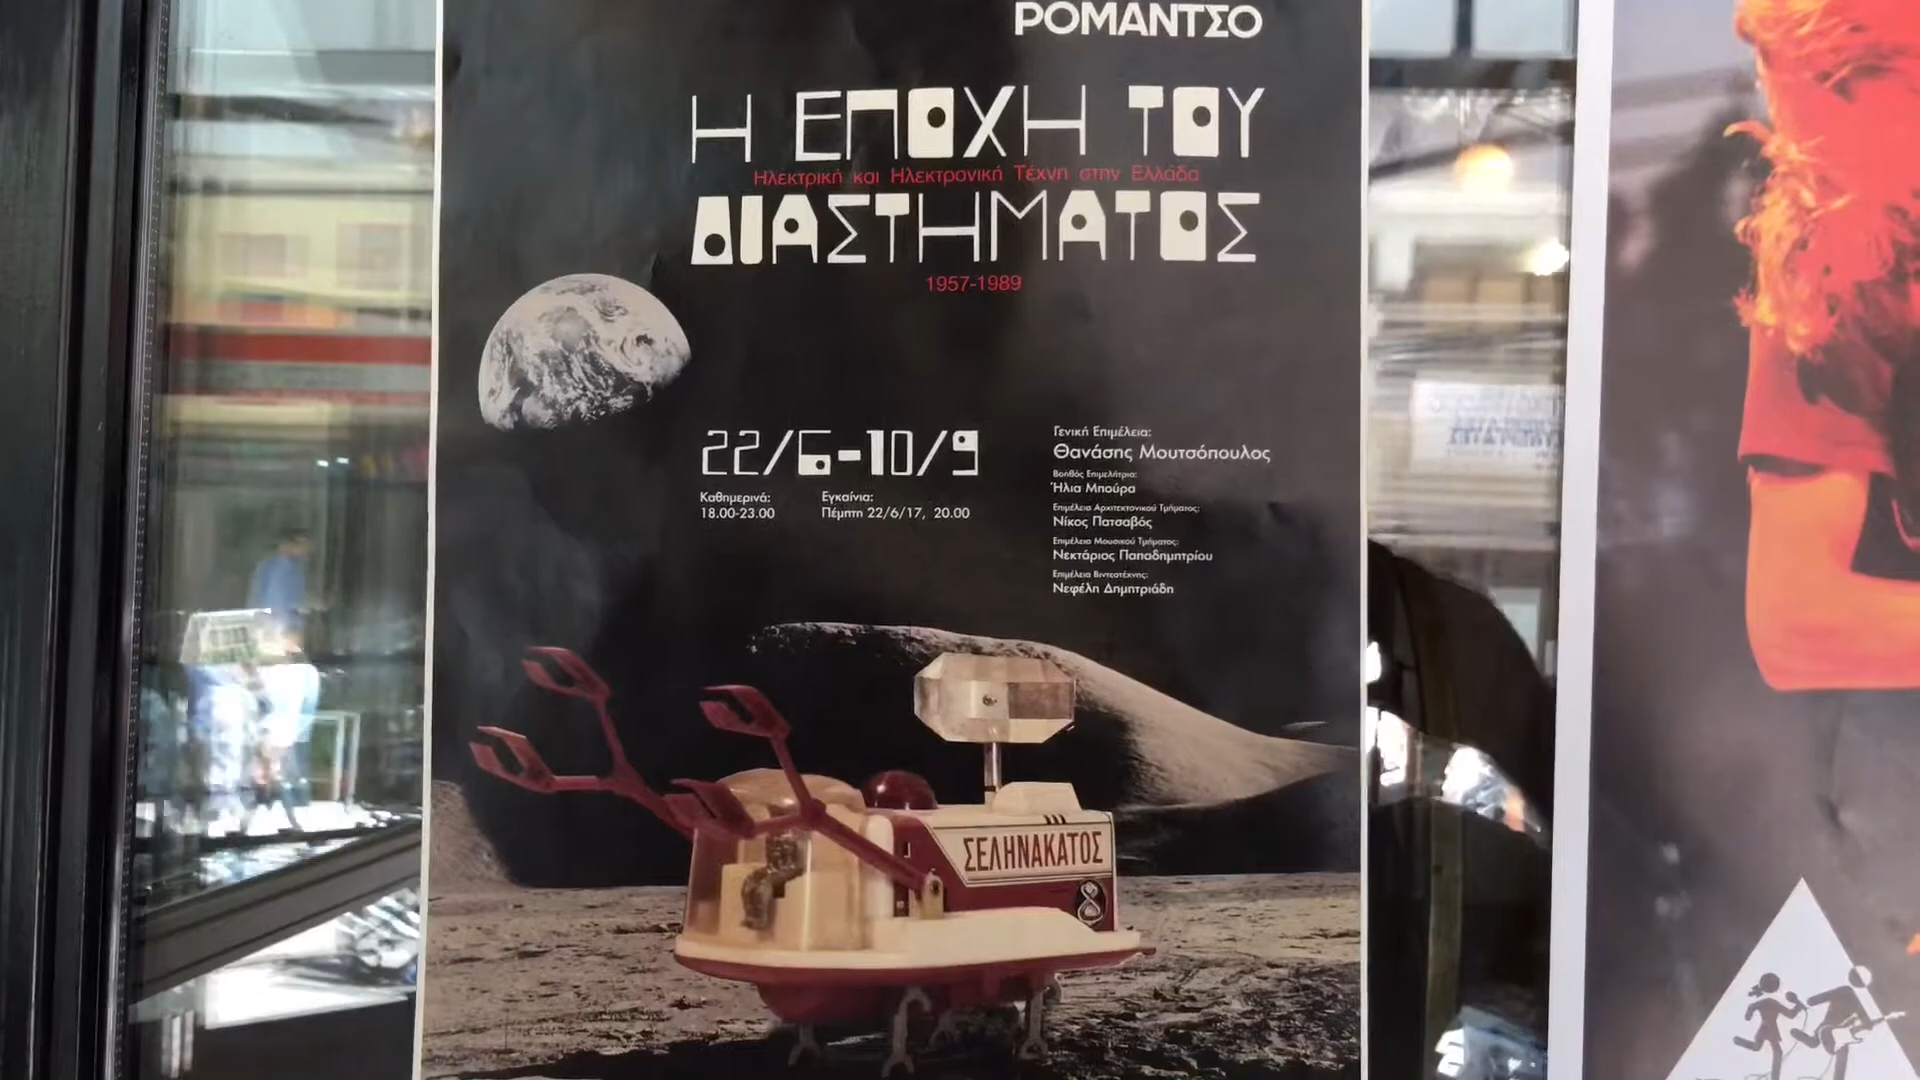 ΡΟΜΑΝΤΣΟ
Η ΕΠΟΧΗ ΤΟΥ
Ηλεκτρική και Ηλεκτρονική Τέχνη στην Ελλάδα
ΔΙΑΣΤΗΜΑΤΟΣ
1957-1989
22/6-10/9
Καθημερινά:
18.00-23.00
Εγκαίνια:
Πέμπτη 22/6/17, 20.00
Γενική Επιμέλεια:
Θανάσης Μουτσόπουλος
Βοηθός Επιμελήτρια:
Ήλια Μπούρα
Επιμέλεια Αρχιτεκτονικού Τμήματος:
Νίκος Πατσαβός
Επιμέλεια Μουσικού Τμήματος:
Νεκτάριος Παπαδημητρίου
Επιμέλεια Βιντεοτέχνης:
Νεφέλη Δημητριάδη
ΣΕΛΗΝΑΚΑΤΟΣ
8